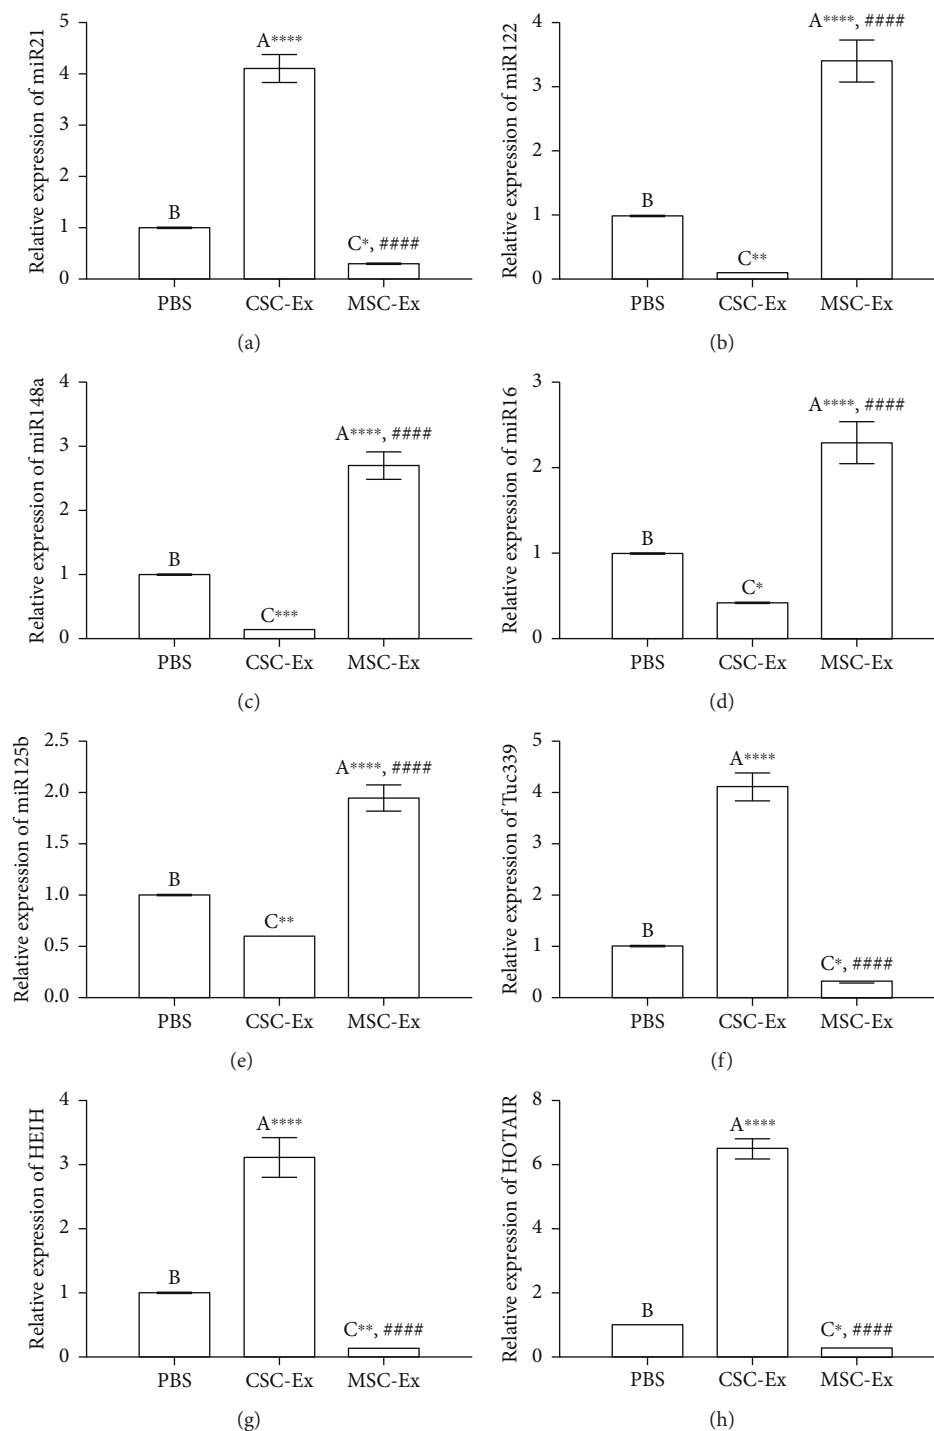 Relative expression of miR21
5
4
3
2
1
0
B
A****
C*, ####
PBS CSC-Ex MSC-Ex
(a)
Relative expression of miR122
4
3
2
1
0
B
C**
A****, ####
PBS CSC-Ex MSC-Ex
(b)
Relative expression of miR148a
4
3
2
1
0
B
C***
A****, ####
PBS CSC-Ex MSC-Ex
(c)
Relative expression of miR16
3
2
1
0
B
C*
A****, ####
PBS CSC-Ex MSC-Ex
(d)
Relative expression of miR125b
2.5
2.0
1.5
1.0
0.5
0.0
B
C**
A****, ####
PBS CSC-Ex MSC-Ex
(e)
Relative expression of Tuc339
5
4
3
2
1
0
B
A****
C*, ####
PBS CSC-Ex MSC-Ex
(f)
Relative expression of HEIH
4
3
2
1
0
B
A****
C**, ####
PBS CSC-Ex MSC-Ex
(g)
Relative expression of HOTAIR
8
6
4
2
0
B
A****
C*, ####
PBS CSC-Ex MSC-Ex
(h)